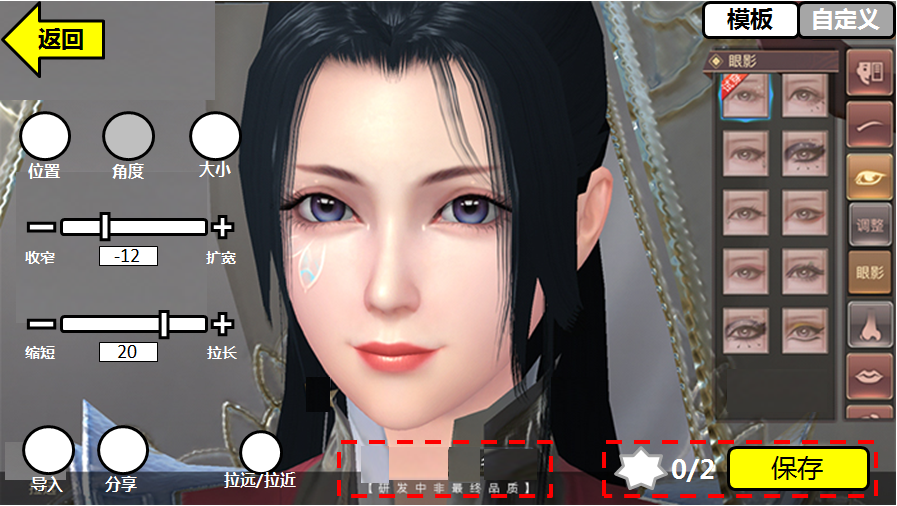 返回
模板
自定义
眼影
试穿
位置
角度
大小
收窄
-12
扩宽
缩短
20
拉长
调整
眼影
导入
分享
拉远/拉近
【研发中非最终品质】
0/2
保存